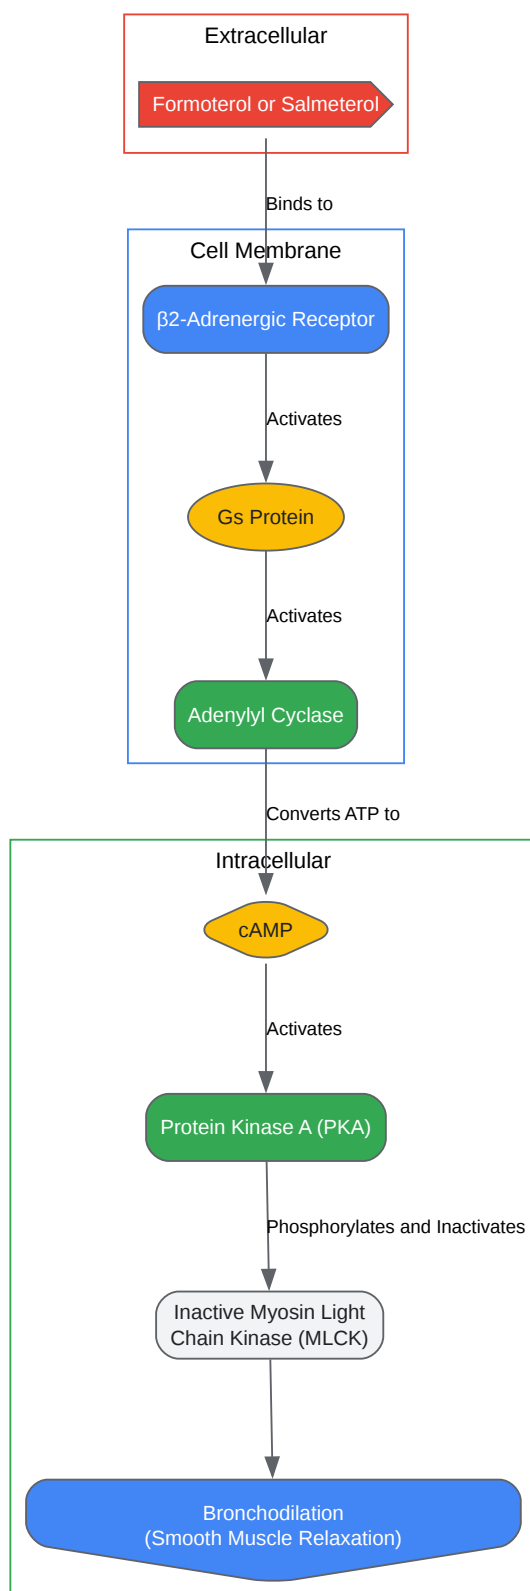 Extracellular
Formoterol or Salmeterol
Binds to
Cell Membrane
β2-Adrenergic Receptor
Activates
Gs Protein
Activates
Adenylyl Cyclase
Converts ATP to
Intracellular
cAMP
Activates
Protein Kinase A (PKA)
Phosphorylates and Inactivates
Inactive Myosin Light
Chain Kinase (MLCK)
Bronchodilation
(Smooth Muscle Relaxation)